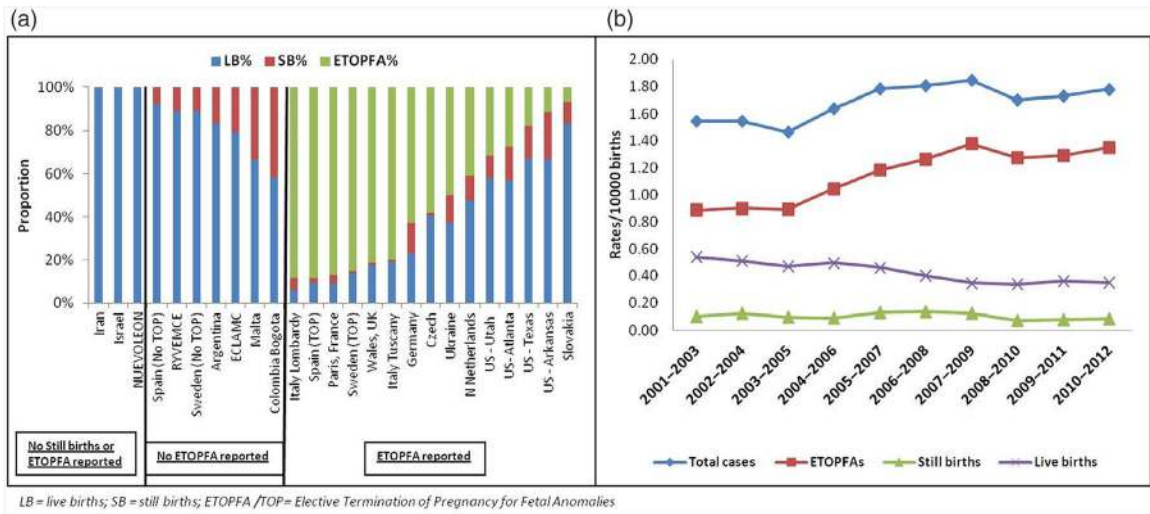 (a)
LB% SB% ETOPFA%
100%
80%
60%
40%
20%
0%
Proportion
Iran
Israel
NUEVOLEON
Spain (No TOP)
RYVEMCE
Sweden (No TOP)
Argentina
ECLAMC
Malta
Colombia Bogota
Italy Lombardy
Spain (TOP)
Paris, France
Sweden (TOP)
Wales, UK
Italy Tuscany
Germany
Czech
Ukraine
N Netherlands
US - Utah
US - Atlanta
US - Texas
US - Arkansas
Slovakia
No Still births or
ETOPFA reported
No ETOPFA reported
ETOPFA reported
(b)
2.00
1.80
1.60
1.40
1.20
1.00
0.80
0.60
0.40
0.20
0.00
Rates/10000 births
2001–2003
2002–2004
2003–2005
2004–2006
2005–2007
2006–2008
2007–2009
2008–2010
2009–2011
2010–2012
Total cases ETOPFAs Still births Live births
LB = live births; SB = still births; ETOPFA /TOP= Elective Termination of Pregnancy for Fetal Anomalies